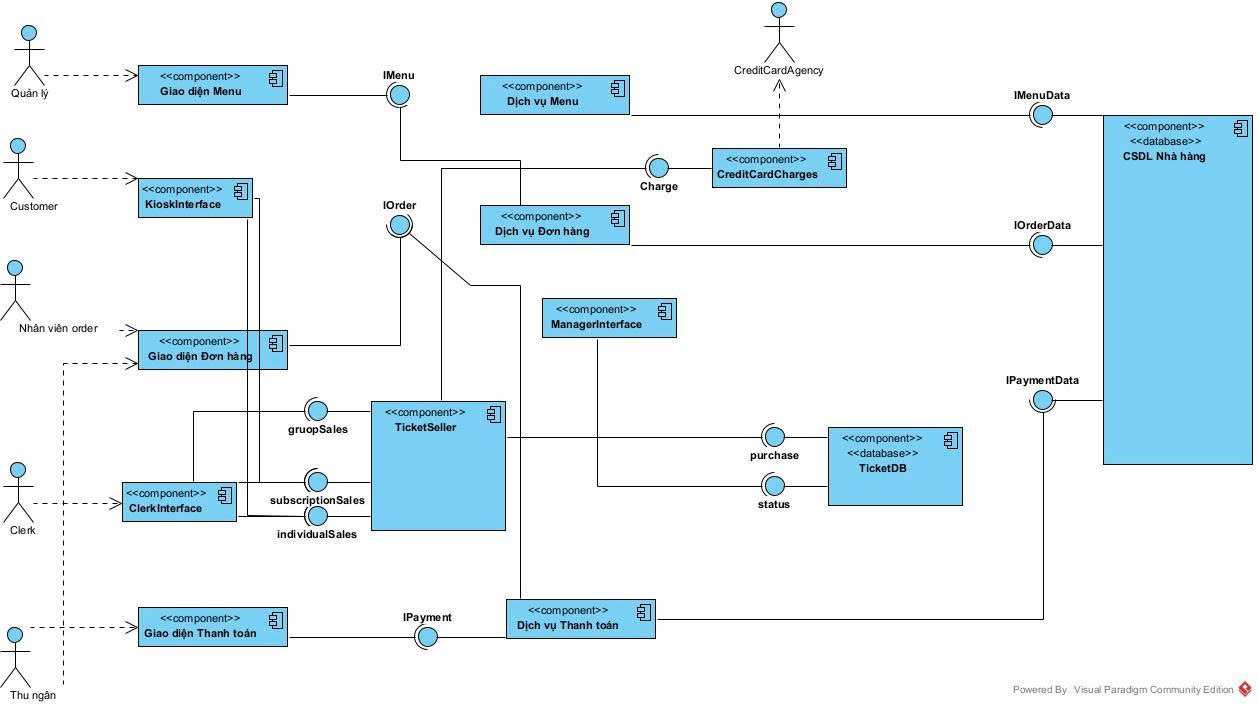 CreditCardAgency
IMenu
<<component>>
Giao diện Menu
Quản lý
<<component>>
Dịch vụ Menu
IMenuData
<<component>>
<<database>>
CSDL Nhà hàng
<<component>>
CreditCardCharges
Charge
Customer
<<component>>
KioskInterface
IOrder
<<component>>
Dịch vụ Đơn hàng
IOrderData
<<component>>
ManagerInterface
Nhân viên order
<<component>>
Giao diện Đơn hàng
IPaymentData
gruopSales
<<component>>
TicketSeller
purchase
<<component>>
<<database>>
TicketDB
status
Clerk
<<component>>
ClerkInterface
subscriptionSales
individualSales
<<component>>
Giao diện Thanh toán
IPayment
<<component>>
Dịch vụ Thanh toán
Thu ngân
Powered By Visual Paradigm Community Edition